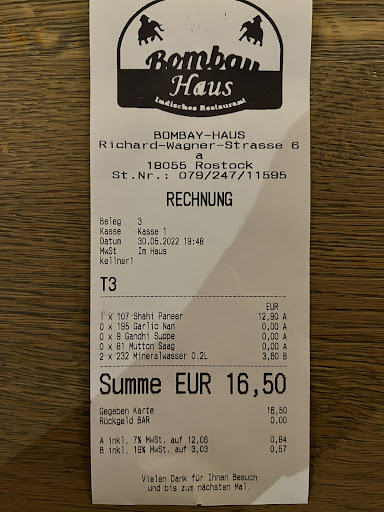 Bombay
Haus
Indisches Restaurant
BOMBAY-HAUS
Richard-Wagner-Strasse 6
a
18055 Rostock
St.Nr.: 079/247/11595
RECHNUNG
Beleg 3
Kasse Kasse 1
Datum 30.05.2022 19:48
MwSt Im Haus
kellner1
T3
EUR
1 x 107 Shahi Paneer 12,90 A
0 x 195 Garlic Nan 0,00 A
0 x 9 Gandhi Suppe 0,00 A
0 x 81 Mutton Saag 0,00 A
2 x 232 Mineralwasser 0.2L 3,60 B
Summe EUR 16,50
Gegeben Karte 16,50
Rückgeld BAR 0,00
A inkl. 7% MwSt. auf 12,06 0,84
B inkl. 19% MwSt. auf 3,03 0,57
Vielen Dank für Ihnan Besuch
und bis zum nächsten Mal.